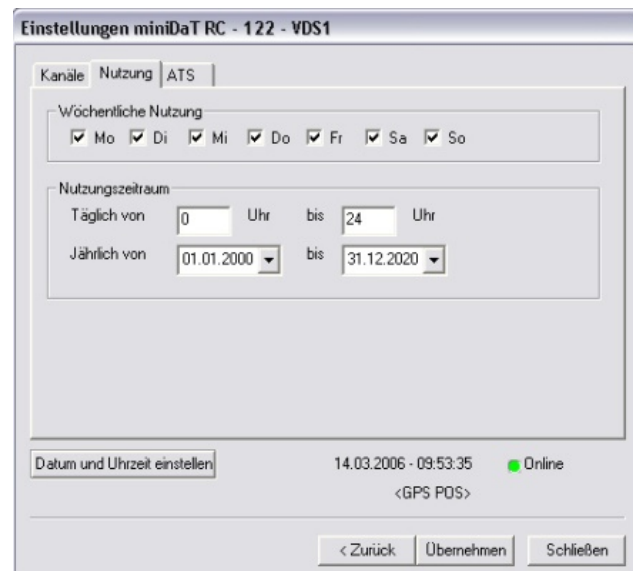 Einstellungen miniDaT RC - 122 - VDS1
Kanäle Nutzung ATS
Wöchentliche Nutzung
Mo Di Mi Do Fr Sa So
Nutzungszeitraum
Täglich von 0 Uhr bis 24 Uhr
Jährlich von 01.01.2000 bis 31.12.2020
Datum und Uhrzeit einstellen 14.03.2006 - 09:53:35 Online
<GPS POS>
< Zurück Übernehmen Schließen